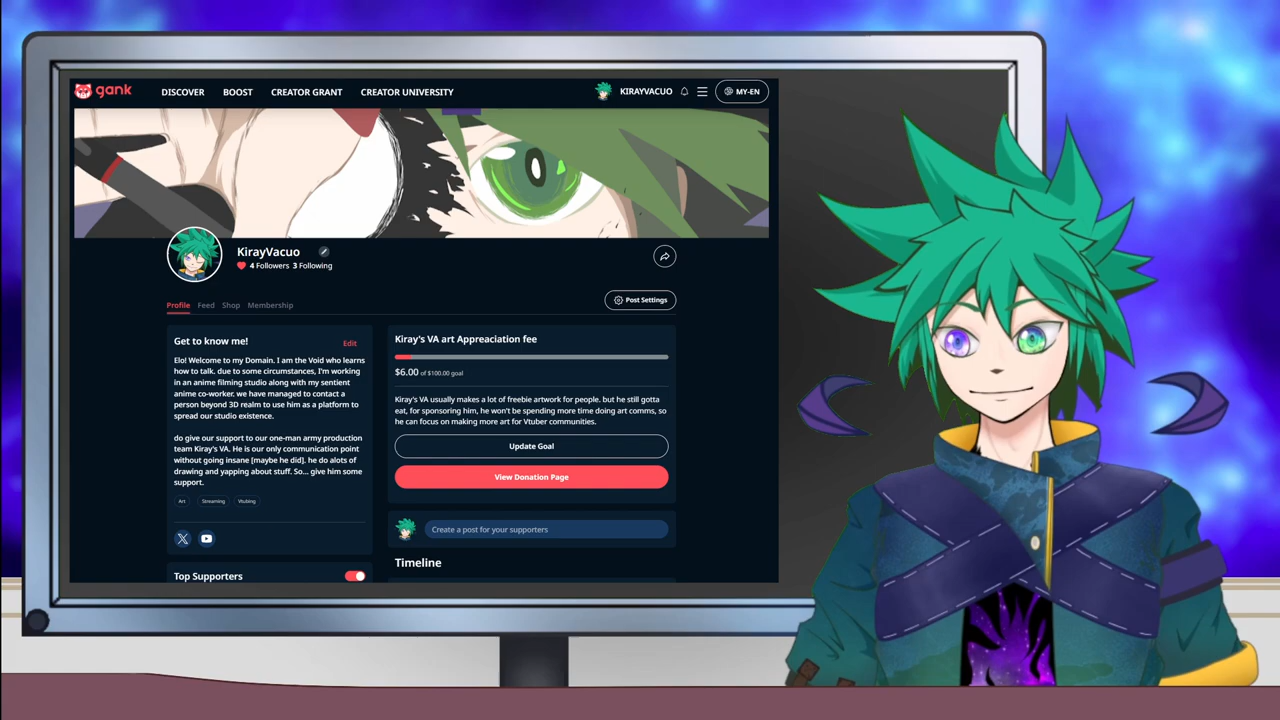 gank
DISCOVER BOOST CREATOR GRANT CREATOR UNIVERSITY KIRAYVACUO MY-EN
KirayVacuo
4 Followers 3 Following
Profile Feed Shop Membership
Post Settings
Get to know me!
Edit
Elo! Welcome to my Domain. I am the Void who learns
how to talk. due to some circumstances, I'm working
in an anime filming studio along with my sentient
anime co-worker. we have managed to contact a
person beyond 3D realm to use him as a platform to
spread our studio existence.
do give our support to our one-man army production
team Kiray's VA. He is our only communication point
without going insane [maybe he did]. he do alots of
drawing and yapping about stuff. So... give him some
support.
Art Streaming Vtubing
Top Supporters
Kiray's VA art Appreaciation fee
$6.00 of $100.00 goal
Kiray's VA usually makes a lot of freebie artwork for people. but he still gotta
eat, for sponsoring him, he won't be spending more time doing art comms, so
he can focus on making more art for Vtuber communities.
Update Goal
View Donation Page
Create a post for your supporters
Timeline